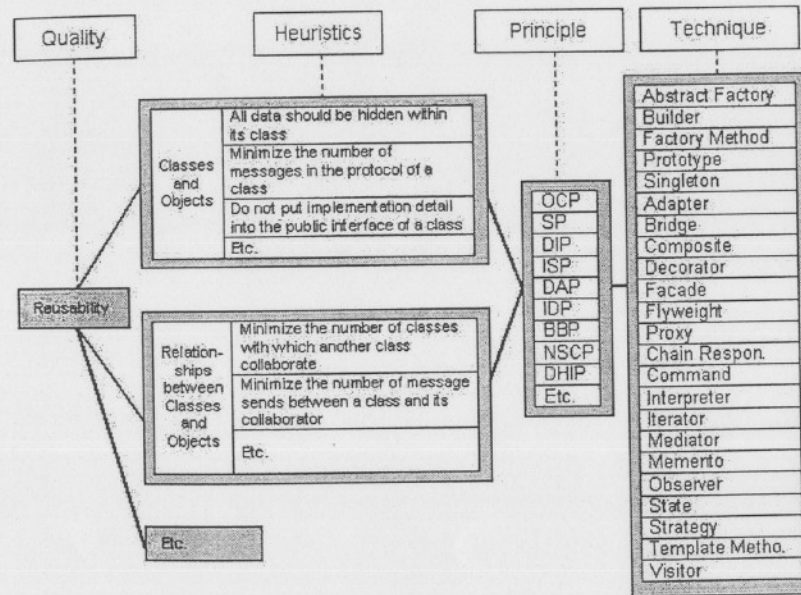 Quality
Heuristics
Principle
Technique
Classes
and
Objects
All data should be hidden within
its class
Minimize the number of
messages in the protocol of a
class
Do not put implementation detail
into the public interface of a class
Etc.
Reusability
Relation-
ships
between
Classes
and
Objects
Minimize the number of classes
with which another class
collaborate
Minimize the number of message
sends between a class and its
collaborator
Etc.
Etc.
OCP
SP
DIP
ISP
DAP
IDP
BBP
NSCP
DHIP
Etc.
Abstract Factory
Builder
Factory Method
Prototype
Singleton
Adapter
Bridge
Composite
Decorator
Facade
Flyweight
Proxy
Chain Respon.
Command
Interpreter
Iterator
Mediator
Memento
Observer
State
Strategy
Template Metho.
Visitor